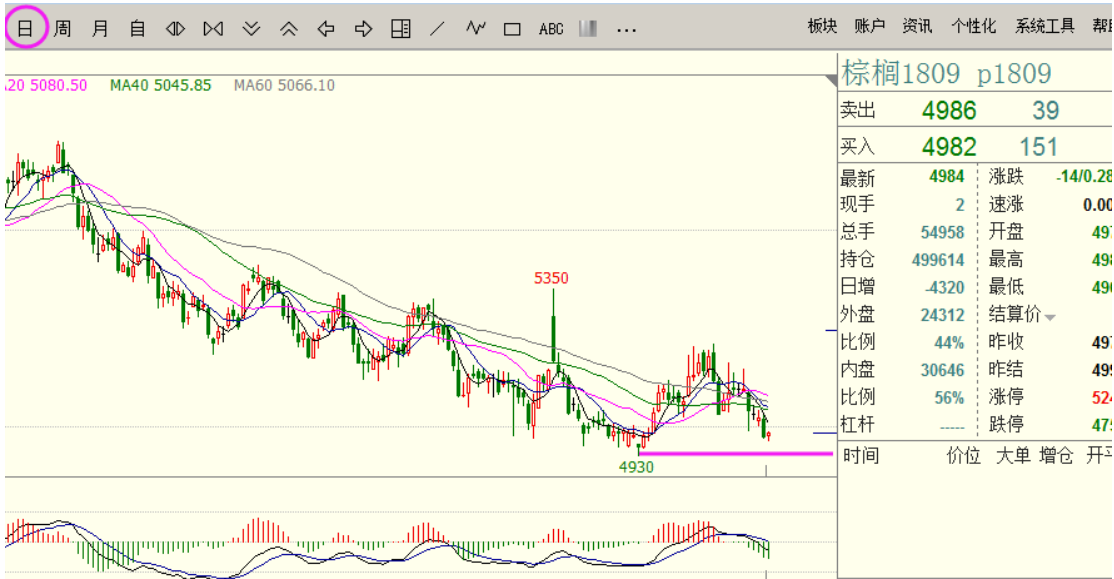 日 周 月 自 ABC ... 板块 账户 资讯 个性化 系统工具
MA40 5045.85 MA60 5066.10
5350
4930
棕榈1809 p1809
卖出 4986 39
买入 4982 151
最新 4984 涨跌 -14/0.28
现手 2 速涨 0.00
总手 54958 开盘
持仓 499614 最高
日增 -4320 最低
外盘 24312 结算价
比例 44% 昨收
内盘 30646 昨结
比例 56% 涨停
杠杆 ----- 跌停
时间 价位 大单 增仓